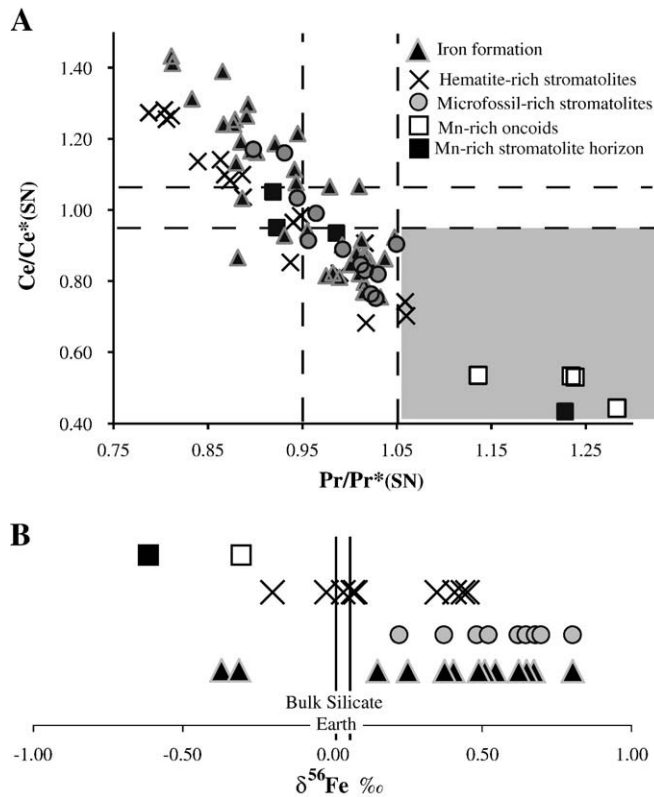 A
Iron formation
Hematite-rich stromatolites
Microfossil-rich stromatolites
Mn-rich oncoids
Mn-rich stromatolite horizon
Ce/Ce*(SN)
1.40
1.20
1.00
0.80
0.60
0.40
0.75 0.85 0.95 1.05 1.15 1.25
Pr/Pr*(SN)
B
Bulk Silicate
Earth
-1.00 -0.50 0.00 0.50 1.00
δ⁵⁶Fe ‰